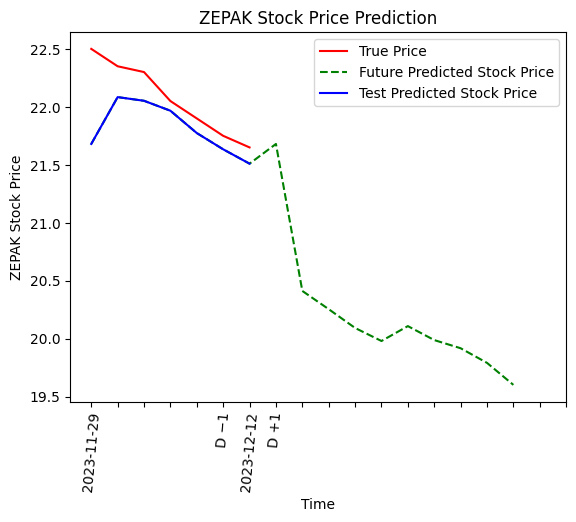 ZEPAK Stock Price Prediction
True Price
Future Predicted Stock Price
Test Predicted Stock Price
ZEPAK Stock Price
22.5
22.0
21.5
21.0
20.5
20.0
19.5
2023-11-29
D −1
2023-12-12
D +1
Time